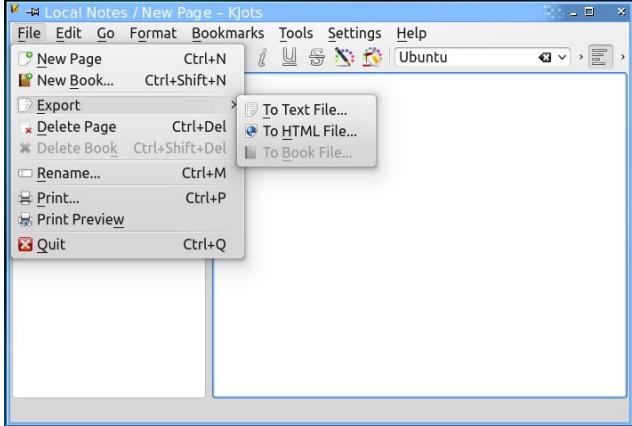 Local Notes / New Page – KJots
File Edit Go Format Bookmarks Tools Settings Help
Ubuntu
New Page Ctrl+N
New Book... Ctrl+Shift+N
Export
Delete Page Ctrl+Del
Delete Book Ctrl+Shift+Del
Rename... Ctrl+M
Print... Ctrl+P
Print Preview
Quit Ctrl+Q
To Text File...
To HTML File...
To Book File...